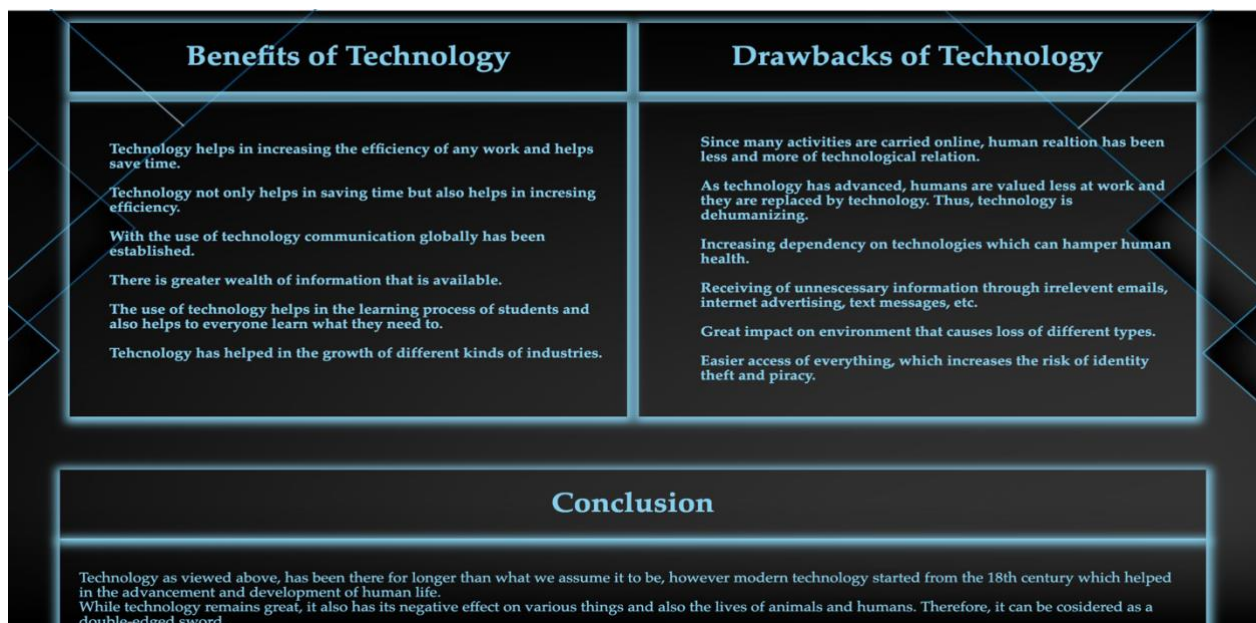 Benefits of Technology
Technology helps in increasing the efficiency of any work and helps
save time.
Technology not only helps in saving time but also helps in incresing
efficiency.
With the use of technology communication globally has been
established.
There is greater wealth of information that is available.
The use of technology helps in the learning process of students and
also helps to everyone learn what they need to.
Tehcnology has helped in the growth of different kinds of industries.
Drawbacks of Technology
Since many activities are carried online, human realtion has been
less and more of technological relation.
As technology has advanced, humans are valued less at work and
they are replaced by technology. Thus, technology is
dehumanizing.
Increasing dependency on technologies which can hamper human
health.
Receiving of unnescessary information through irrelevent emails,
internet advertising, text messages, etc.
Great impact on environment that causes loss of different types.
Easier access of everything, which increases the risk of identity
theft and piracy.
Conclusion
Technology as viewed above, has been there for longer than what we assume it to be, however modern technology started from the 18th century which helped
in the advancement and development of human life.
While technology remains great, it also has its negative effect on various things and also the lives of animals and humans. Therefore, it can be cosidered as a
double-edged sword